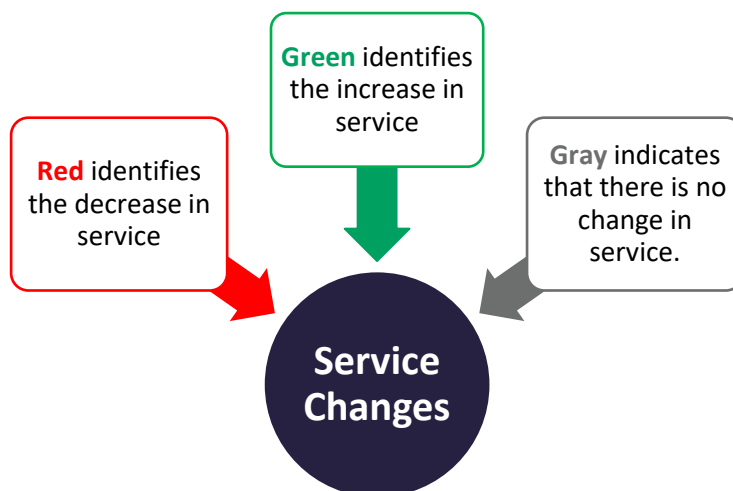 Green identifies
the increase in
service
Red identifies
the decrease in
service
Gray indicates
that there is no
change in
service.
Service
Changes